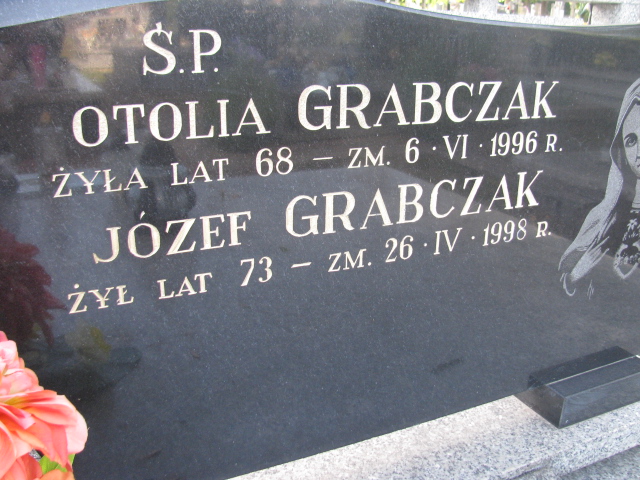 Ś.P.
OTOLIA GRABCZAK
ŻYŁA LAT 68 – ZM. 6 · VI · 1996 R.
JÓZEF GRABCZAK
ŻYŁ LAT 73 – ZM. 26 · IV · 1998 R.